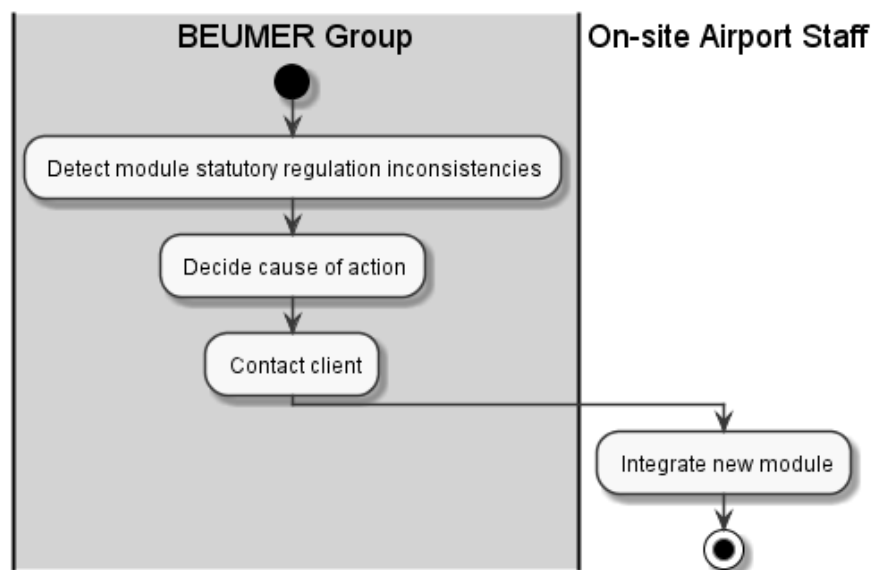 BEUMER Group
On-site Airport Staff
Detect module statutory regulation inconsistencies
Decide cause of action
Contact client
Integrate new module